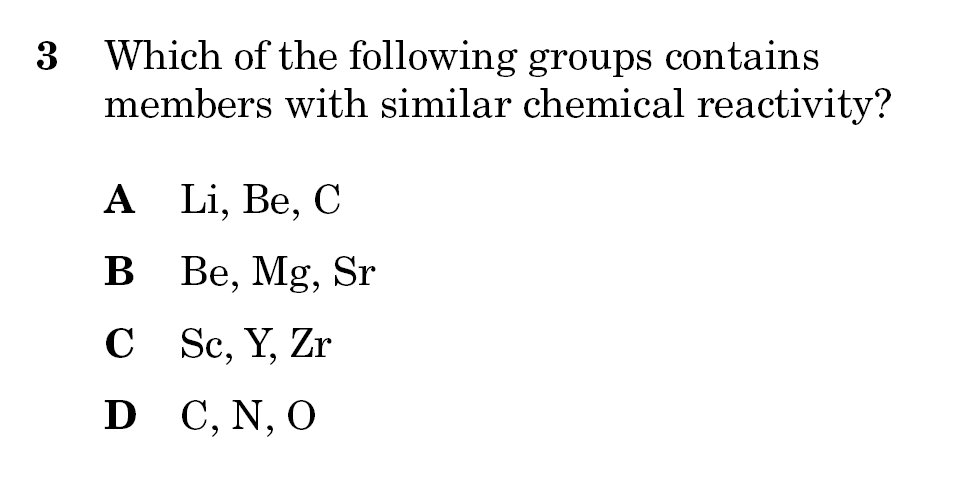 3 Which of the following groups contains
members with similar chemical reactivity?
A Li, Be, C
B Be, Mg, Sr
C Sc, Y, Zr
D C, N, O